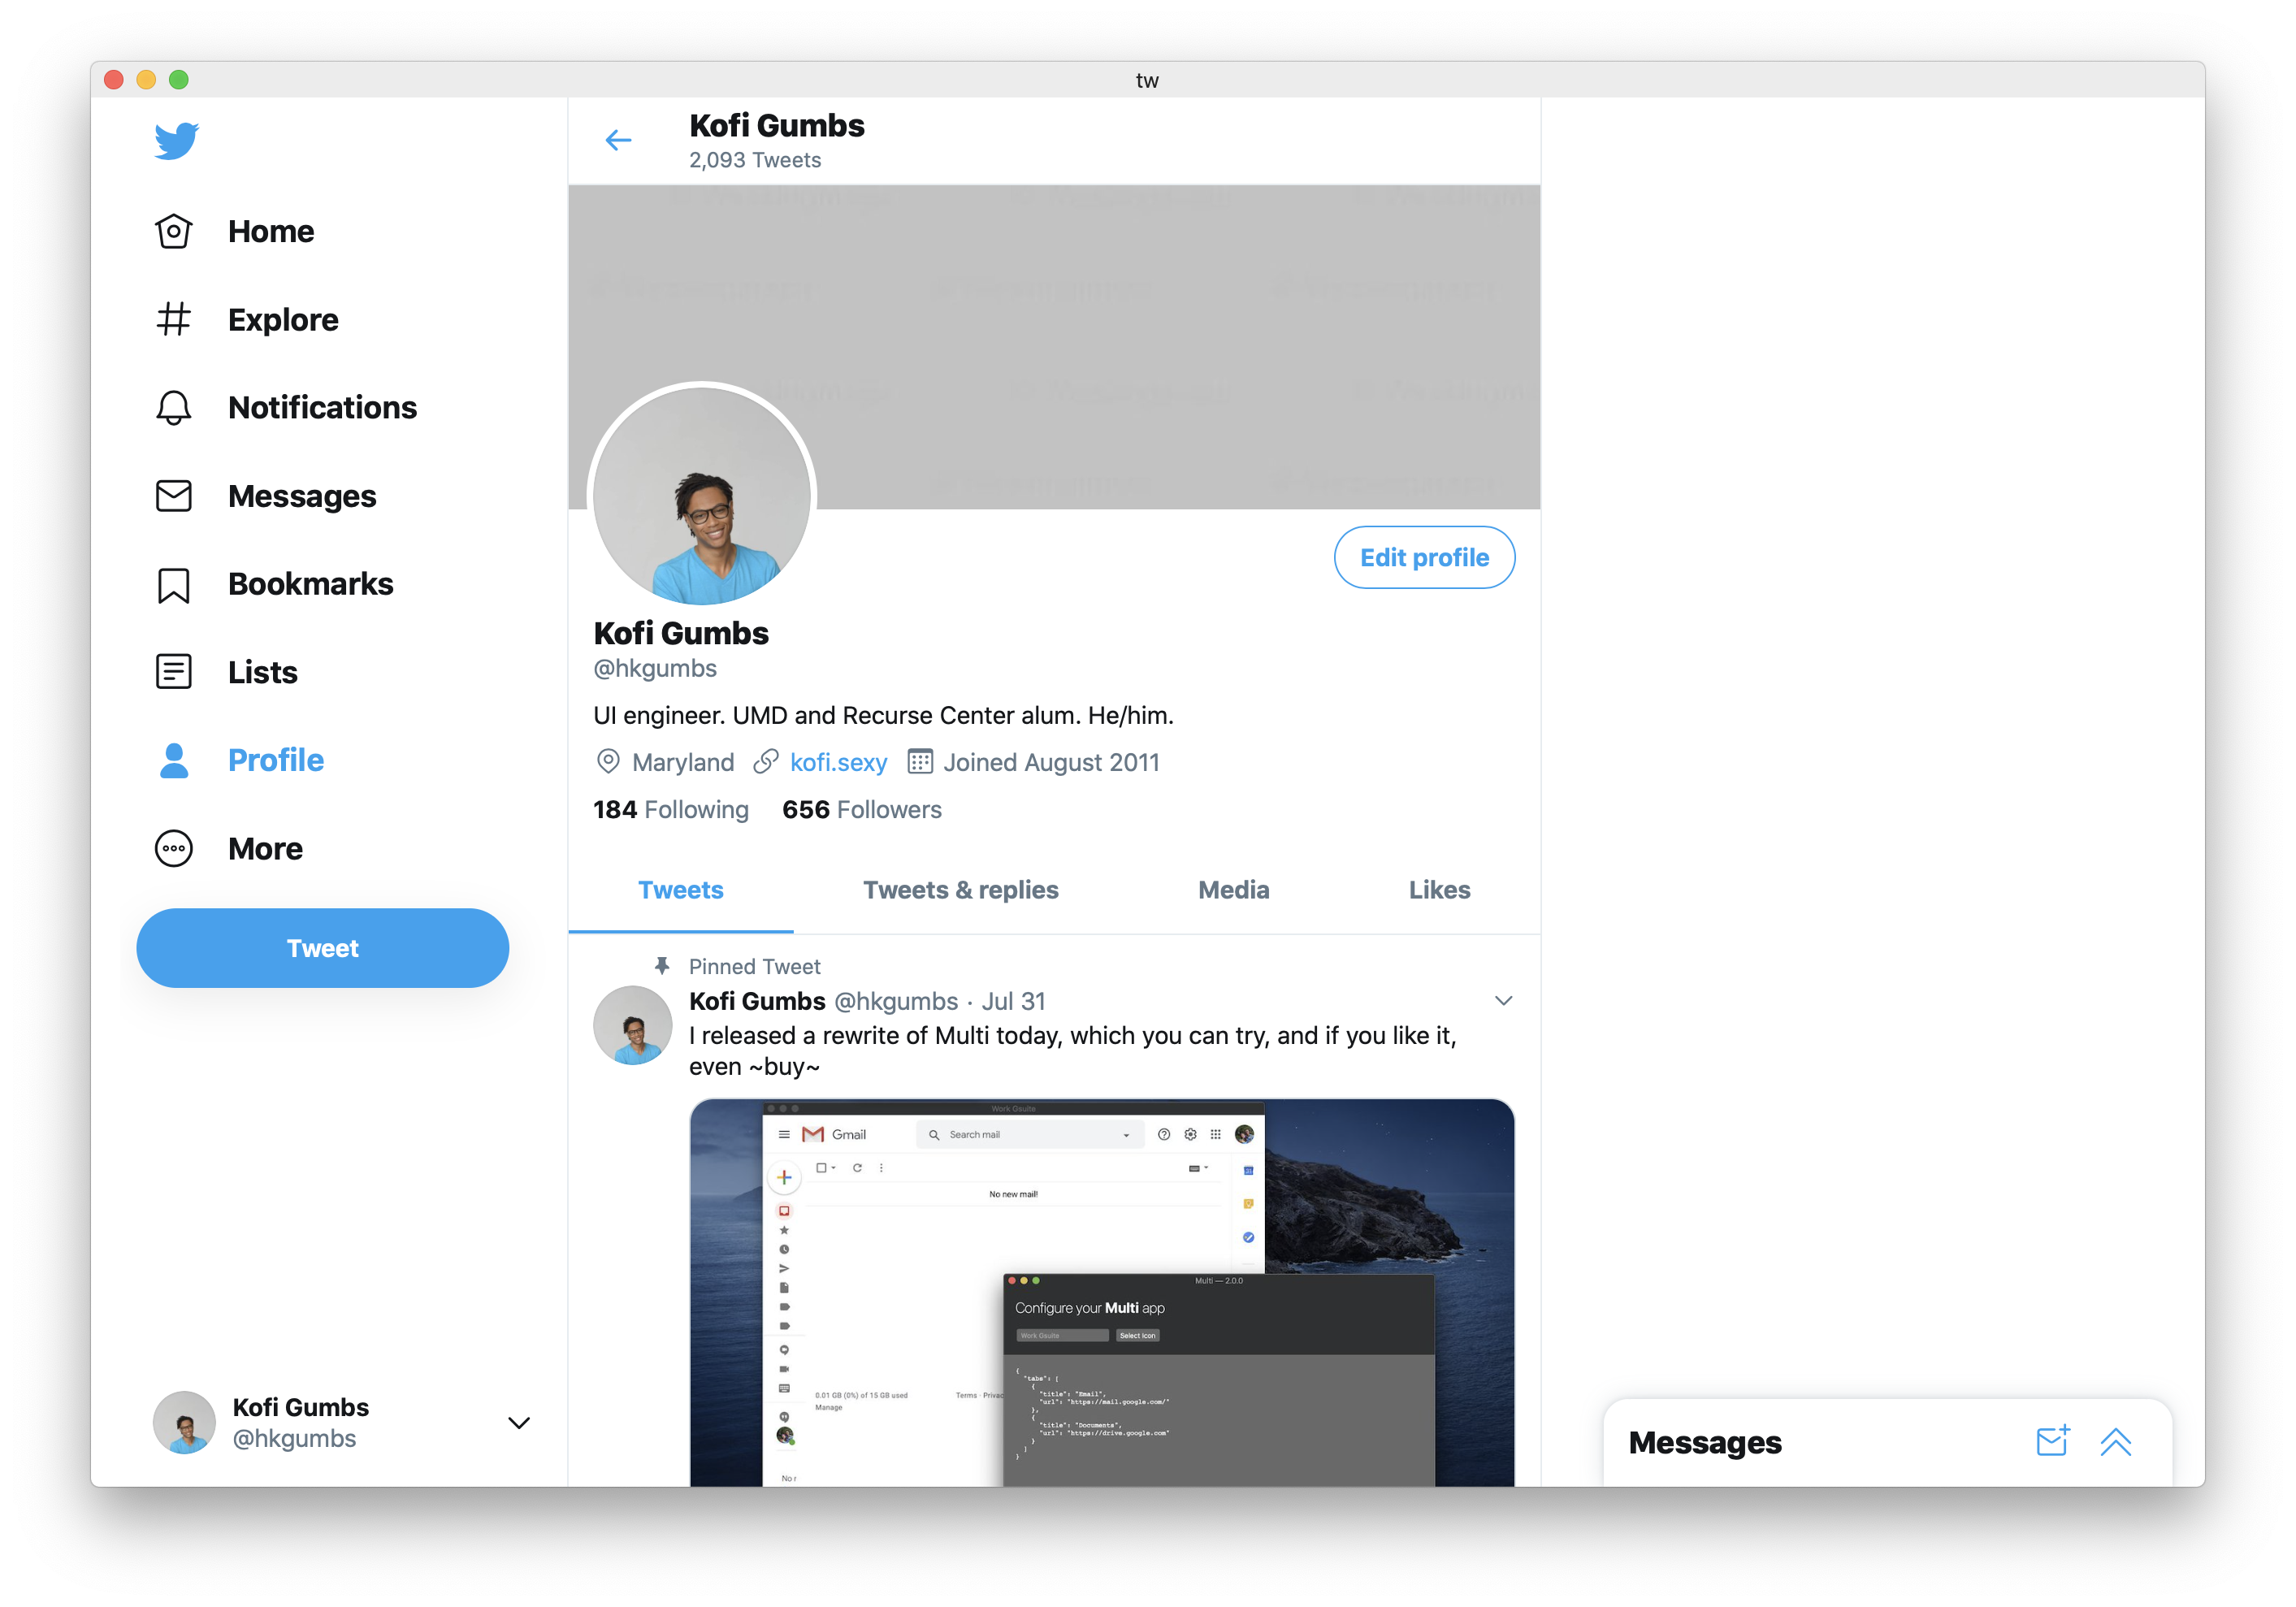 tw
Home
Explore
Notifications
Messages
Bookmarks
Lists
Profile
More
Tweet
Kofi Gumbs
@hkgumbs
Kofi Gumbs
2,093 Tweets
Edit profile
Kofi Gumbs
@hkgumbs
UI engineer. UMD and Recurse Center alum. He/him.
Maryland kofi.sexy Joined August 2011
184 Following 656 Followers
Tweets Tweets & replies Media Likes
Pinned Tweet
Kofi Gumbs @hkgumbs · Jul 31
I released a rewrite of Multi today, which you can try, and if you like it,
even ~buy~
Work Gsuite
Gmail Search mail
No new mail!
0.01 GB (0%) of 15 GB used
Manage
Terms · Privac
No r
Multi — 2.0.0
Configure your Multi app
Work Gsuite Select Icon
{
"tabs": [
{
"title": "Email",
"url": "https://mail.google.com/"
},
{
"title": "Documents",
"url": "https://drive.google.com"
}
]
}
Messages